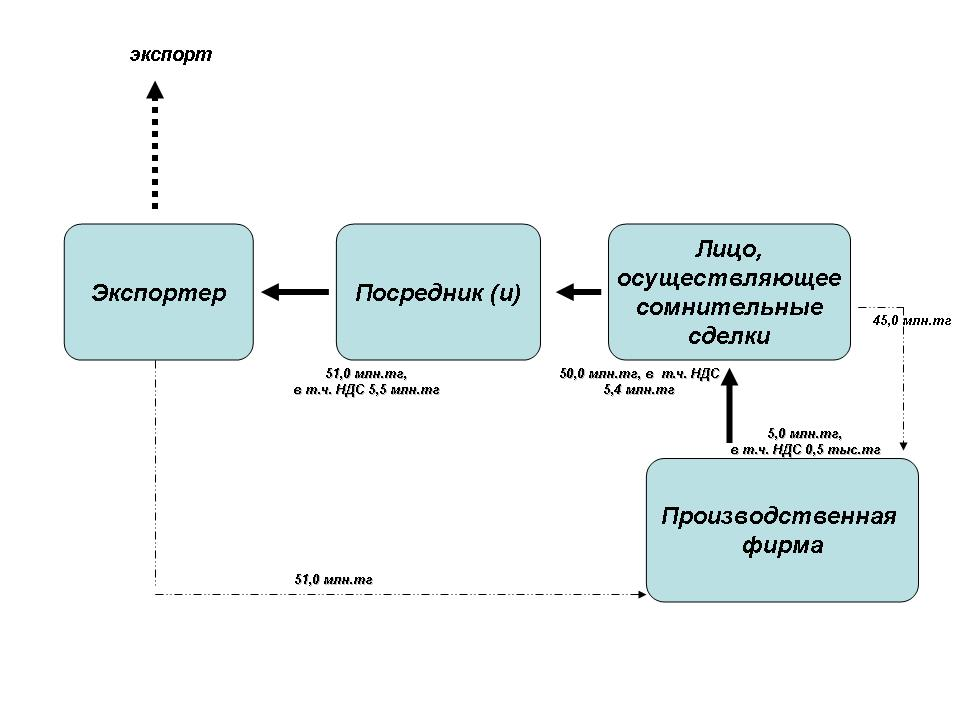 экспорт
Экспортер
Посредник (и)
Лицо,
осуществляющее
сомнительные
сделки
45,0 млн.тг
51,0 млн.тг,
в т.ч. НДС 5,5 млн.тг
50,0 млн.тг, в  т.ч. НДС
5,4 млн.тг
5,0 млн.тг,
в т.ч. НДС 0,5 тыс.тг
Производственная
фирма
51,0 млн.тг